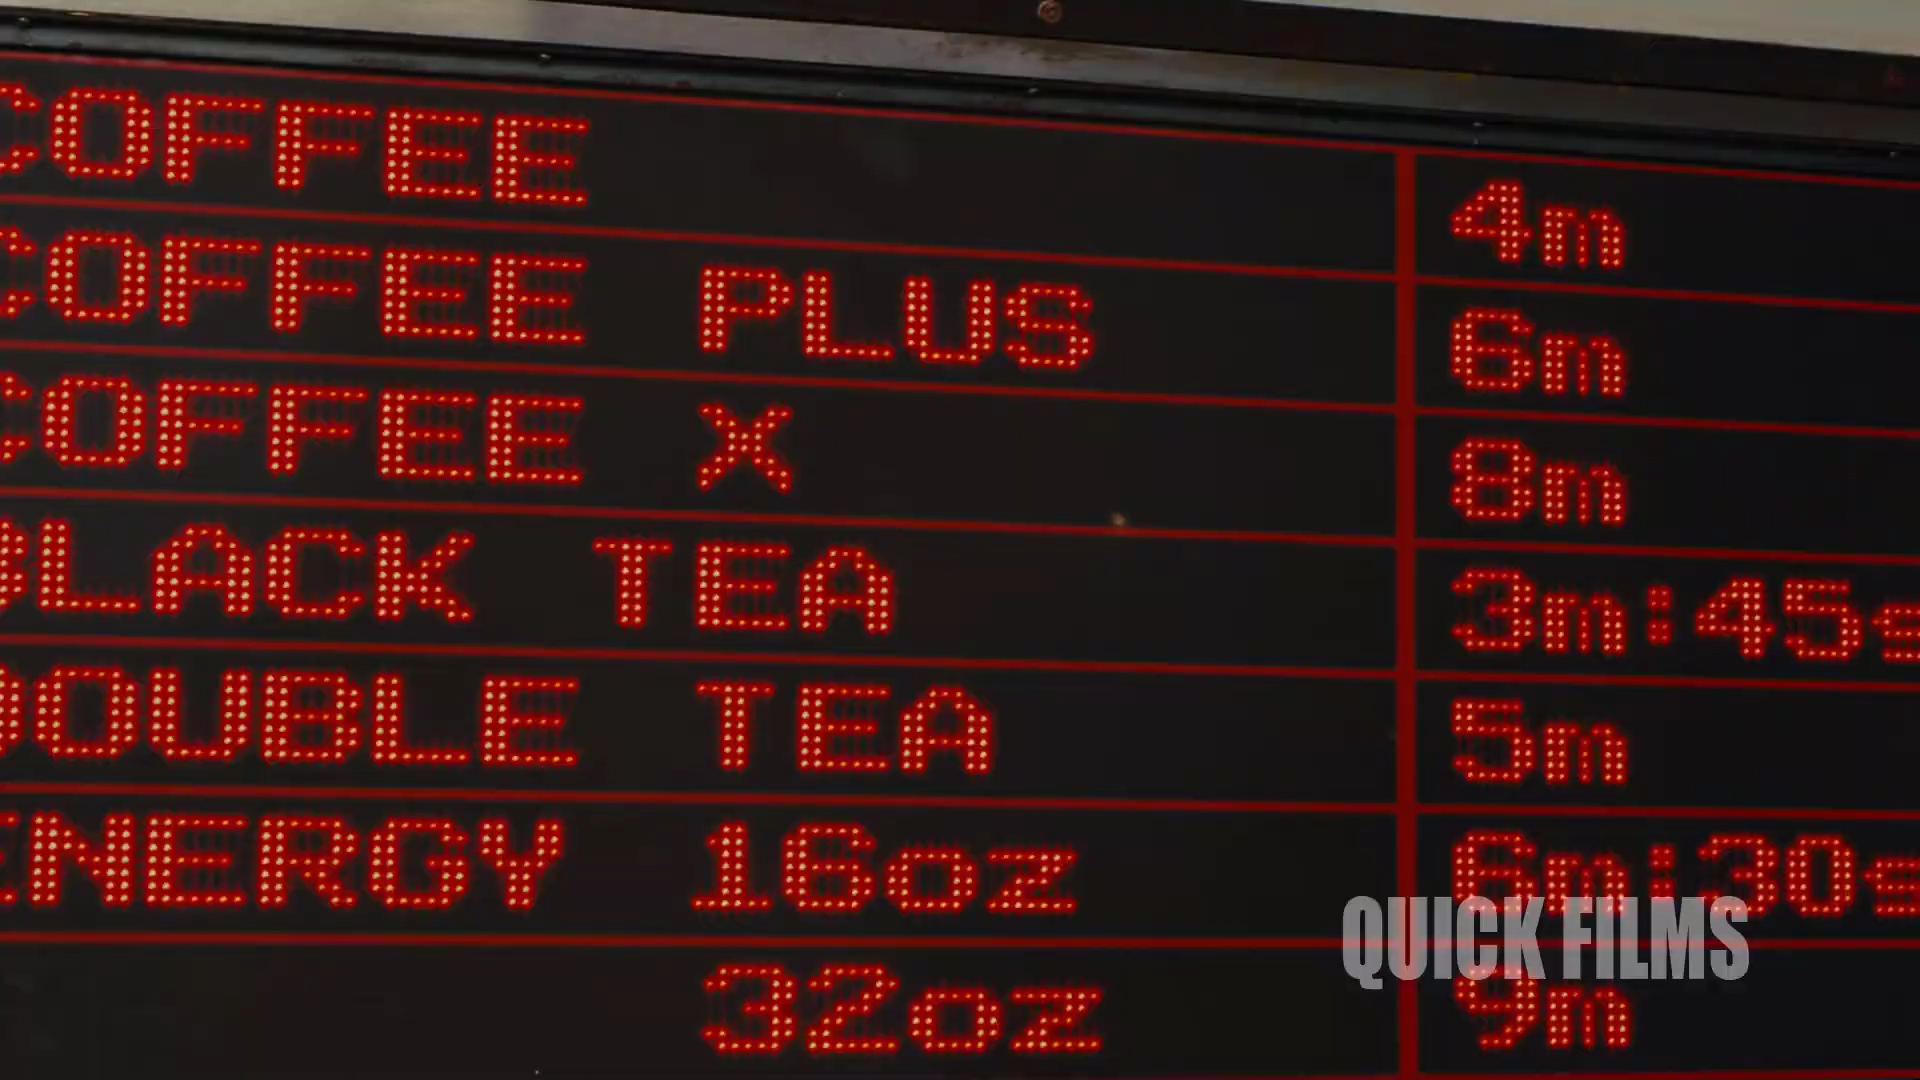 COFFEE 4m
COFFEE PLUS 6m
COFFEE X 8m
BLACK TEA 3m:45s
DOUBLE TEA 5m
ENERGY 16oz 6m:30s
32oz 9m
QUICK FILMS